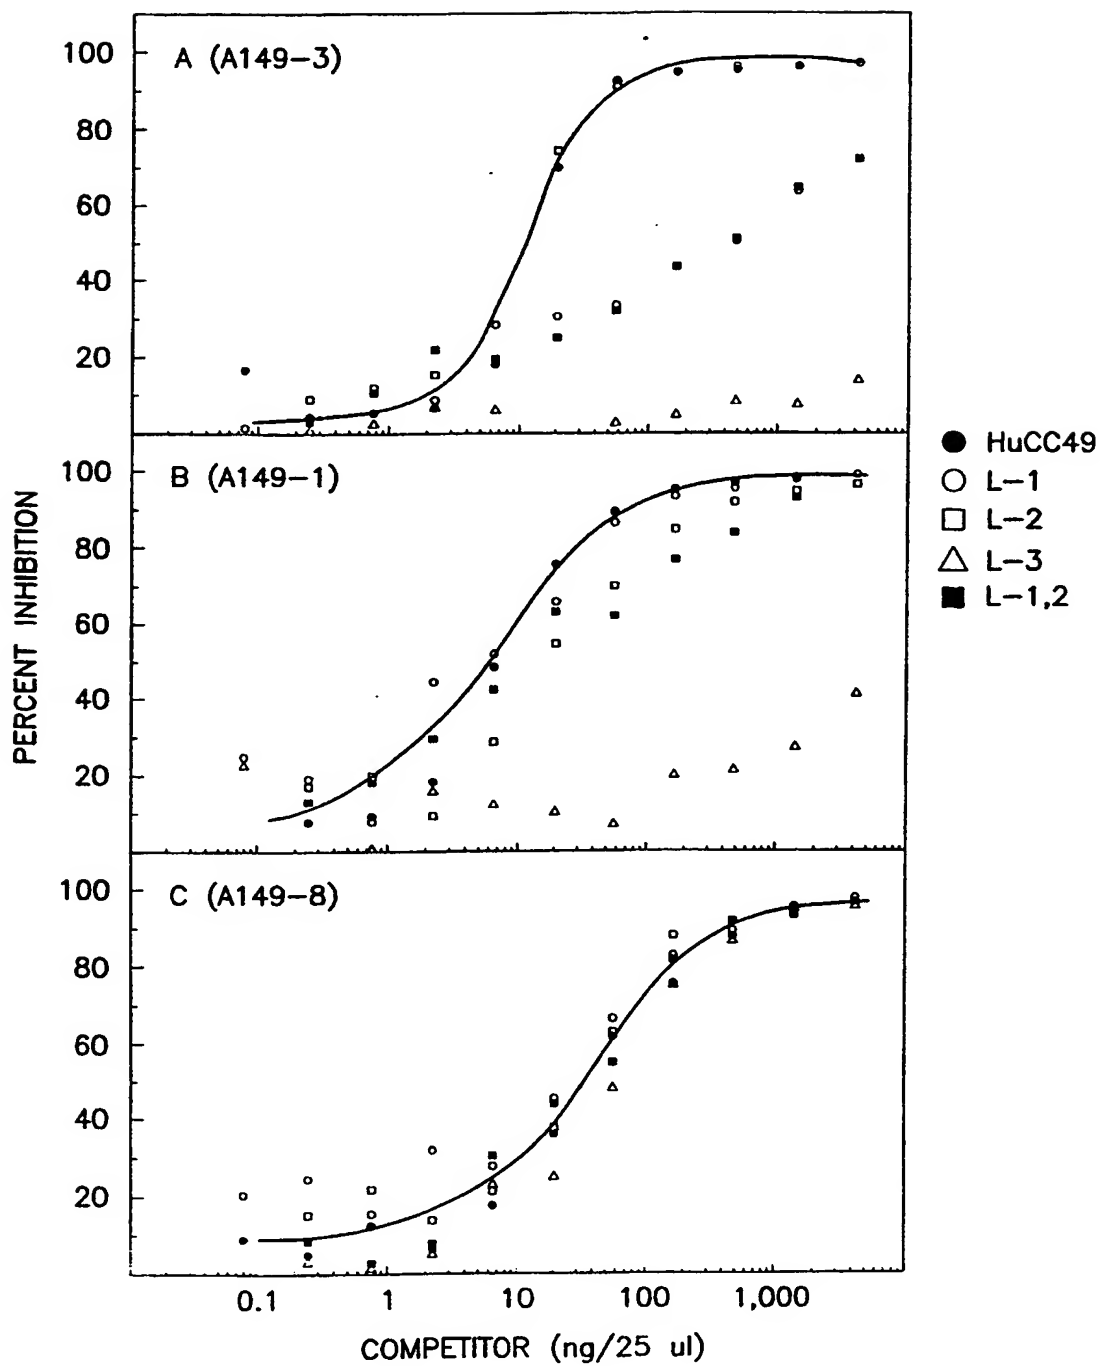 A (A149-3)
100
80
60
40
20
B (A149-1)
100
80
60
40
20
C (A149-8)
100
80
60
40
20
0.1 1 10 100 1,000
COMPETITOR (ng/25 ul)
PERCENT INHIBITION
HuCC49
L-1
L-2
L-3
L-1,2